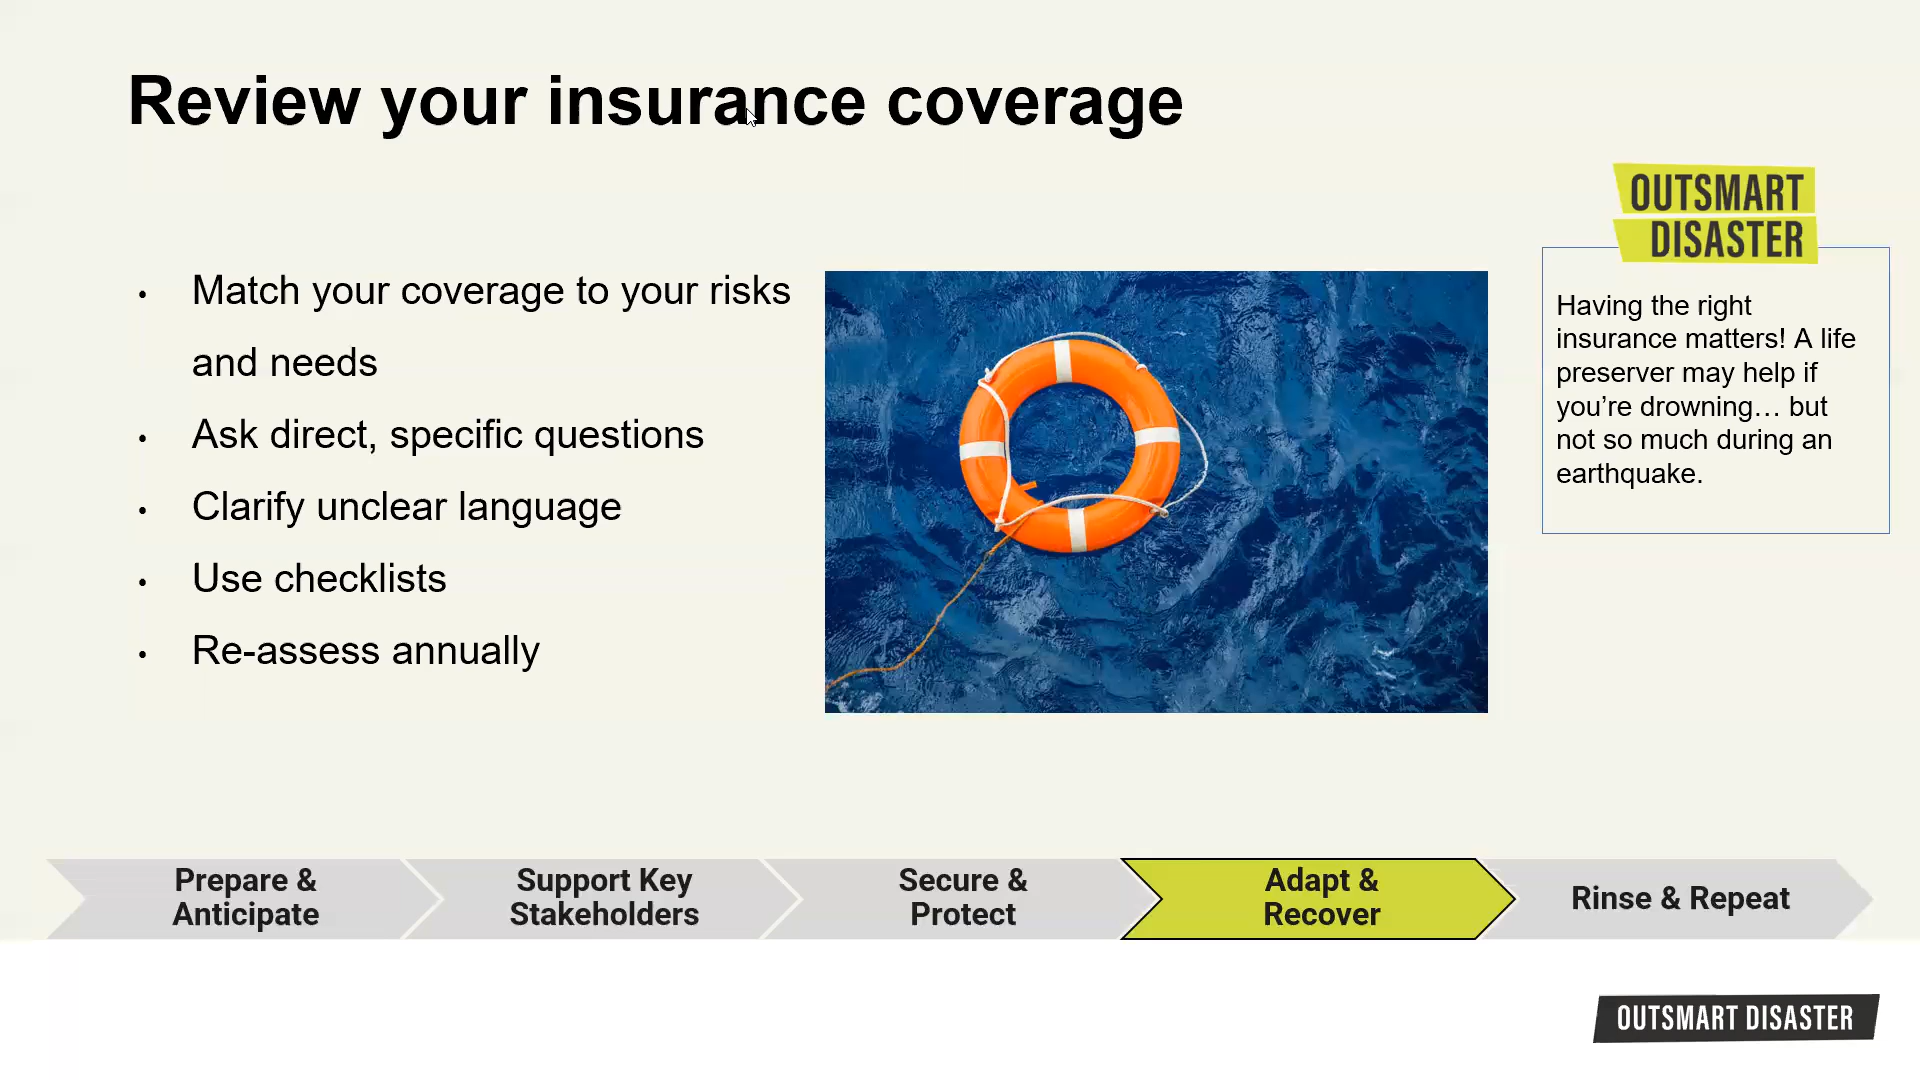 Review your insurance coverage
• Match your coverage to your risks
and needs
• Ask direct, specific questions
• Clarify unclear language
• Use checklists
• Re-assess annually
OUTSMART
DISASTER
Having the right
insurance matters! A life
preserver may help if
you’re drowning… but
not so much during an
earthquake.
Prepare &
Anticipate
Support Key
Stakeholders
Secure &
Protect
Adapt &
Recover
Rinse & Repeat
OUTSMART DISASTER